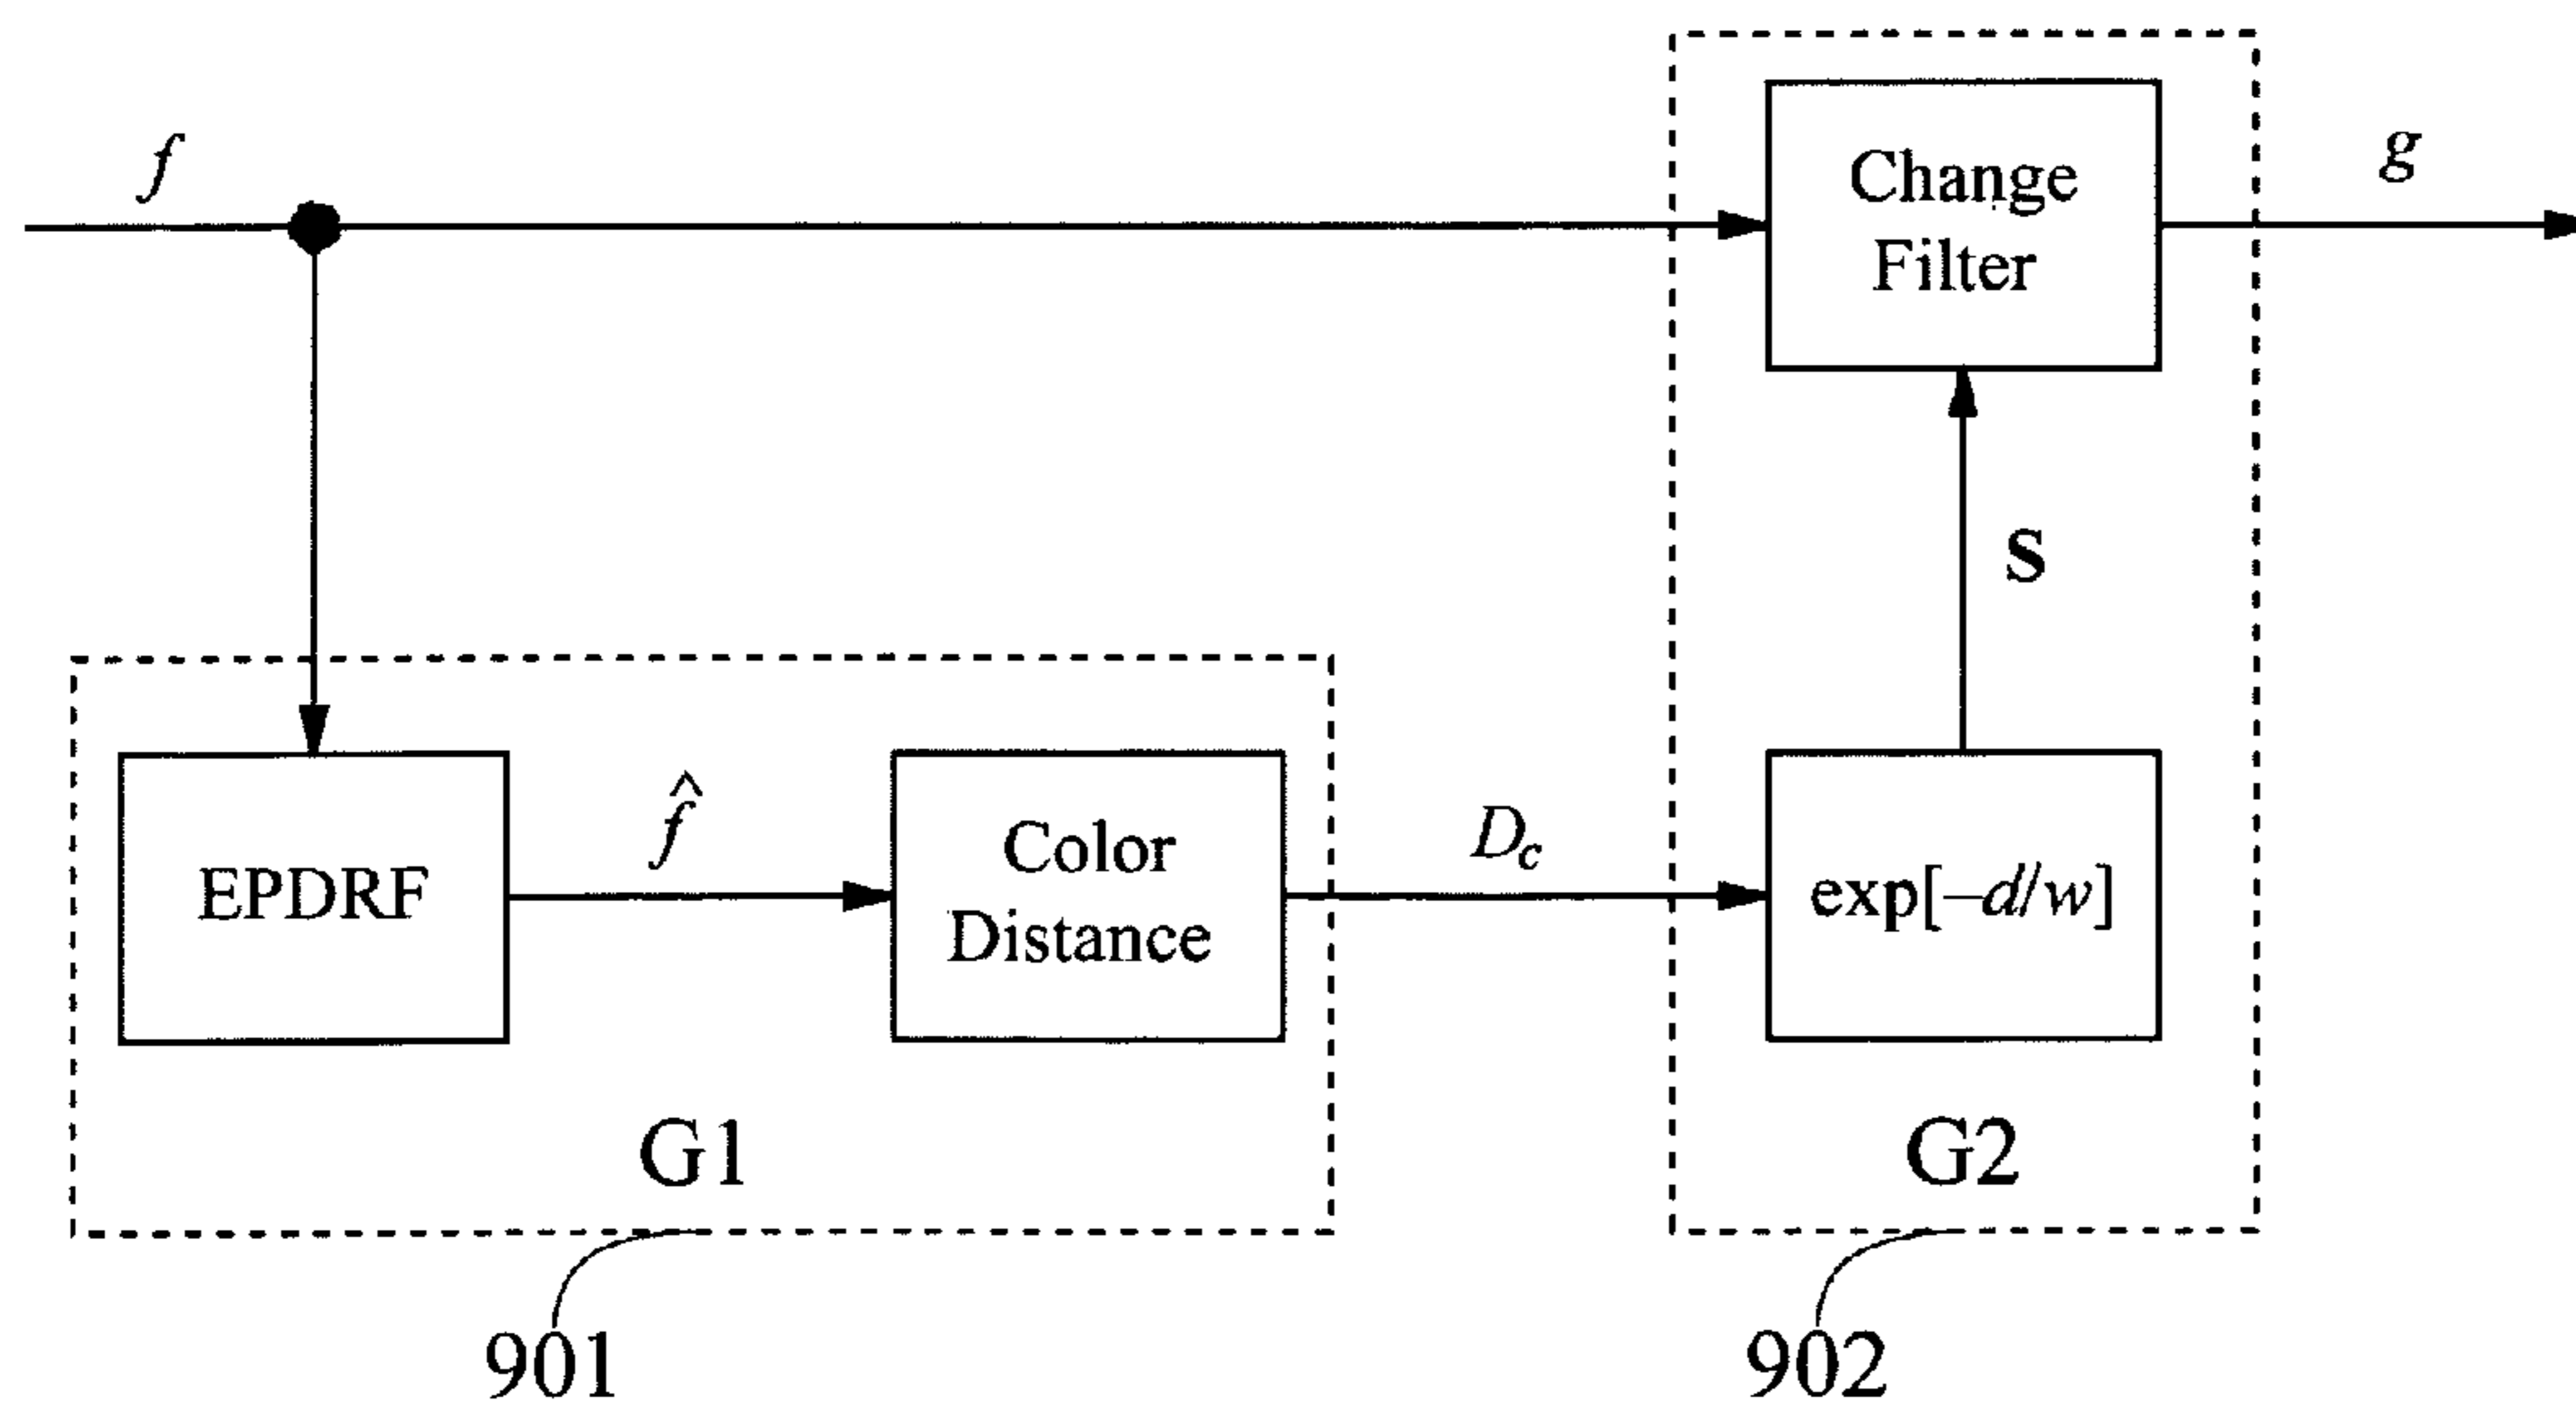 f
Change
Filter
g
S
EPDRF
f̂
Color
Distance
D_c
exp[–d/w]
G1
G2
901
902